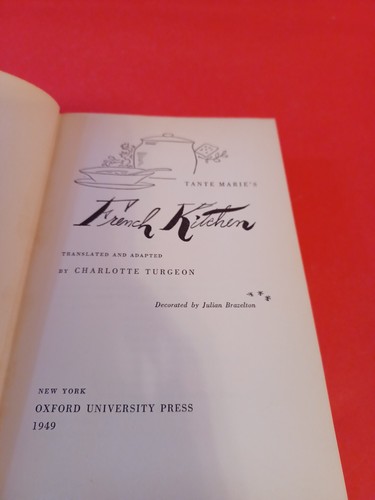 TANTE MARIE'S
French Kitchen
TRANSLATED AND ADAPTED
BY CHARLOTTE TURGEON
Decorated by Julian Brazelton
NEW YORK
OXFORD UNIVERSITY PRESS
1949